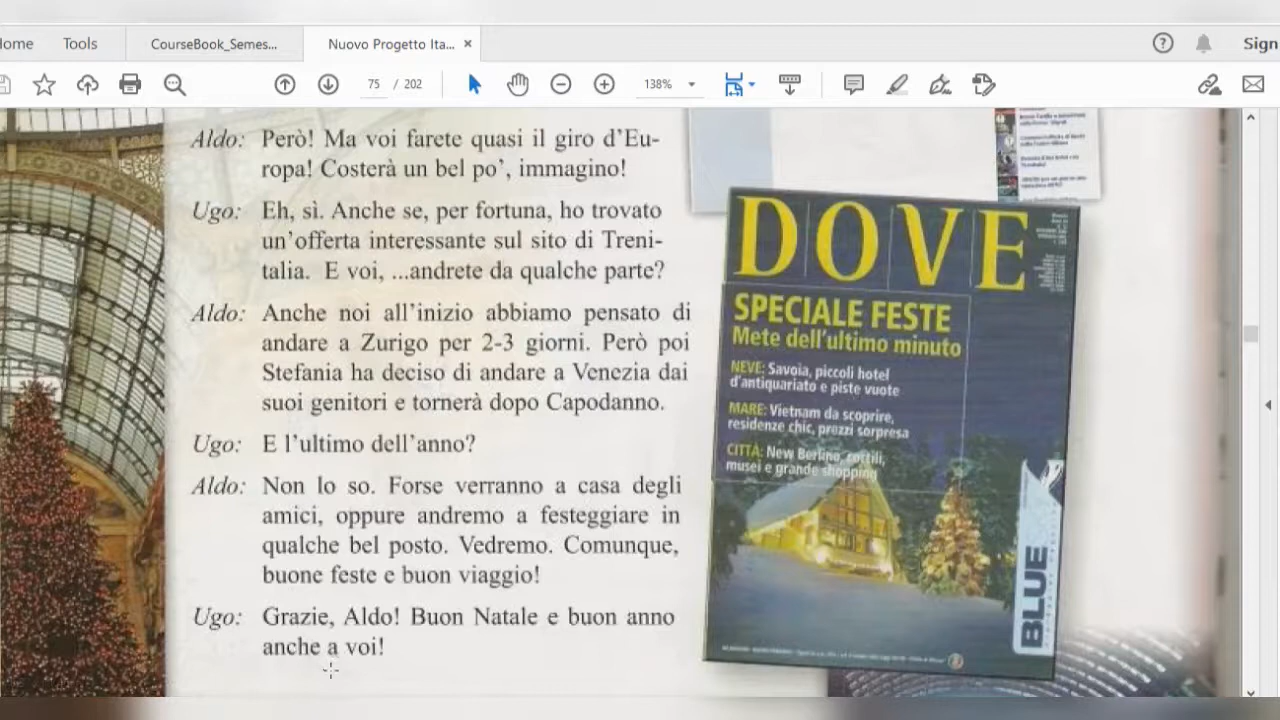 Home
Tools
CourseBook_Semes...
Nuovo Progetto Ita... ×
Sign
75 / 202
138%
Aldo: Però! Ma voi farete quasi il giro d'Eu-
ropa! Costerà un bel po', immagino!
Ugo: Eh, sì. Anche se, per fortuna, ho trovato
un'offerta interessante sul sito di Treni-
talia. E voi, ...andrete da qualche parte?
Aldo: Anche noi all'inizio abbiamo pensato di
andare a Zurigo per 2-3 giorni. Però poi
Stefania ha deciso di andare a Venezia dai
suoi genitori e tornerà dopo Capodanno.
Ugo: E l'ultimo dell'anno?
Aldo: Non lo so. Forse verranno a casa degli
amici, oppure andremo a festeggiare in
qualche bel posto. Vedremo. Comunque,
buone feste e buon viaggio!
Ugo: Grazie, Aldo! Buon Natale e buon anno
anche a voi!
DOVE
SPECIALE FESTE
Mete dell'ultimo minuto
NEVE: Savoia, piccoli hotel
d'antiquariato e piste vuote
MARE: Vietnam da scoprire,
residenze chic, prezzi sorpresa
CITTÀ: New Berlino, cortili,
musei e grande shopping
BLUE